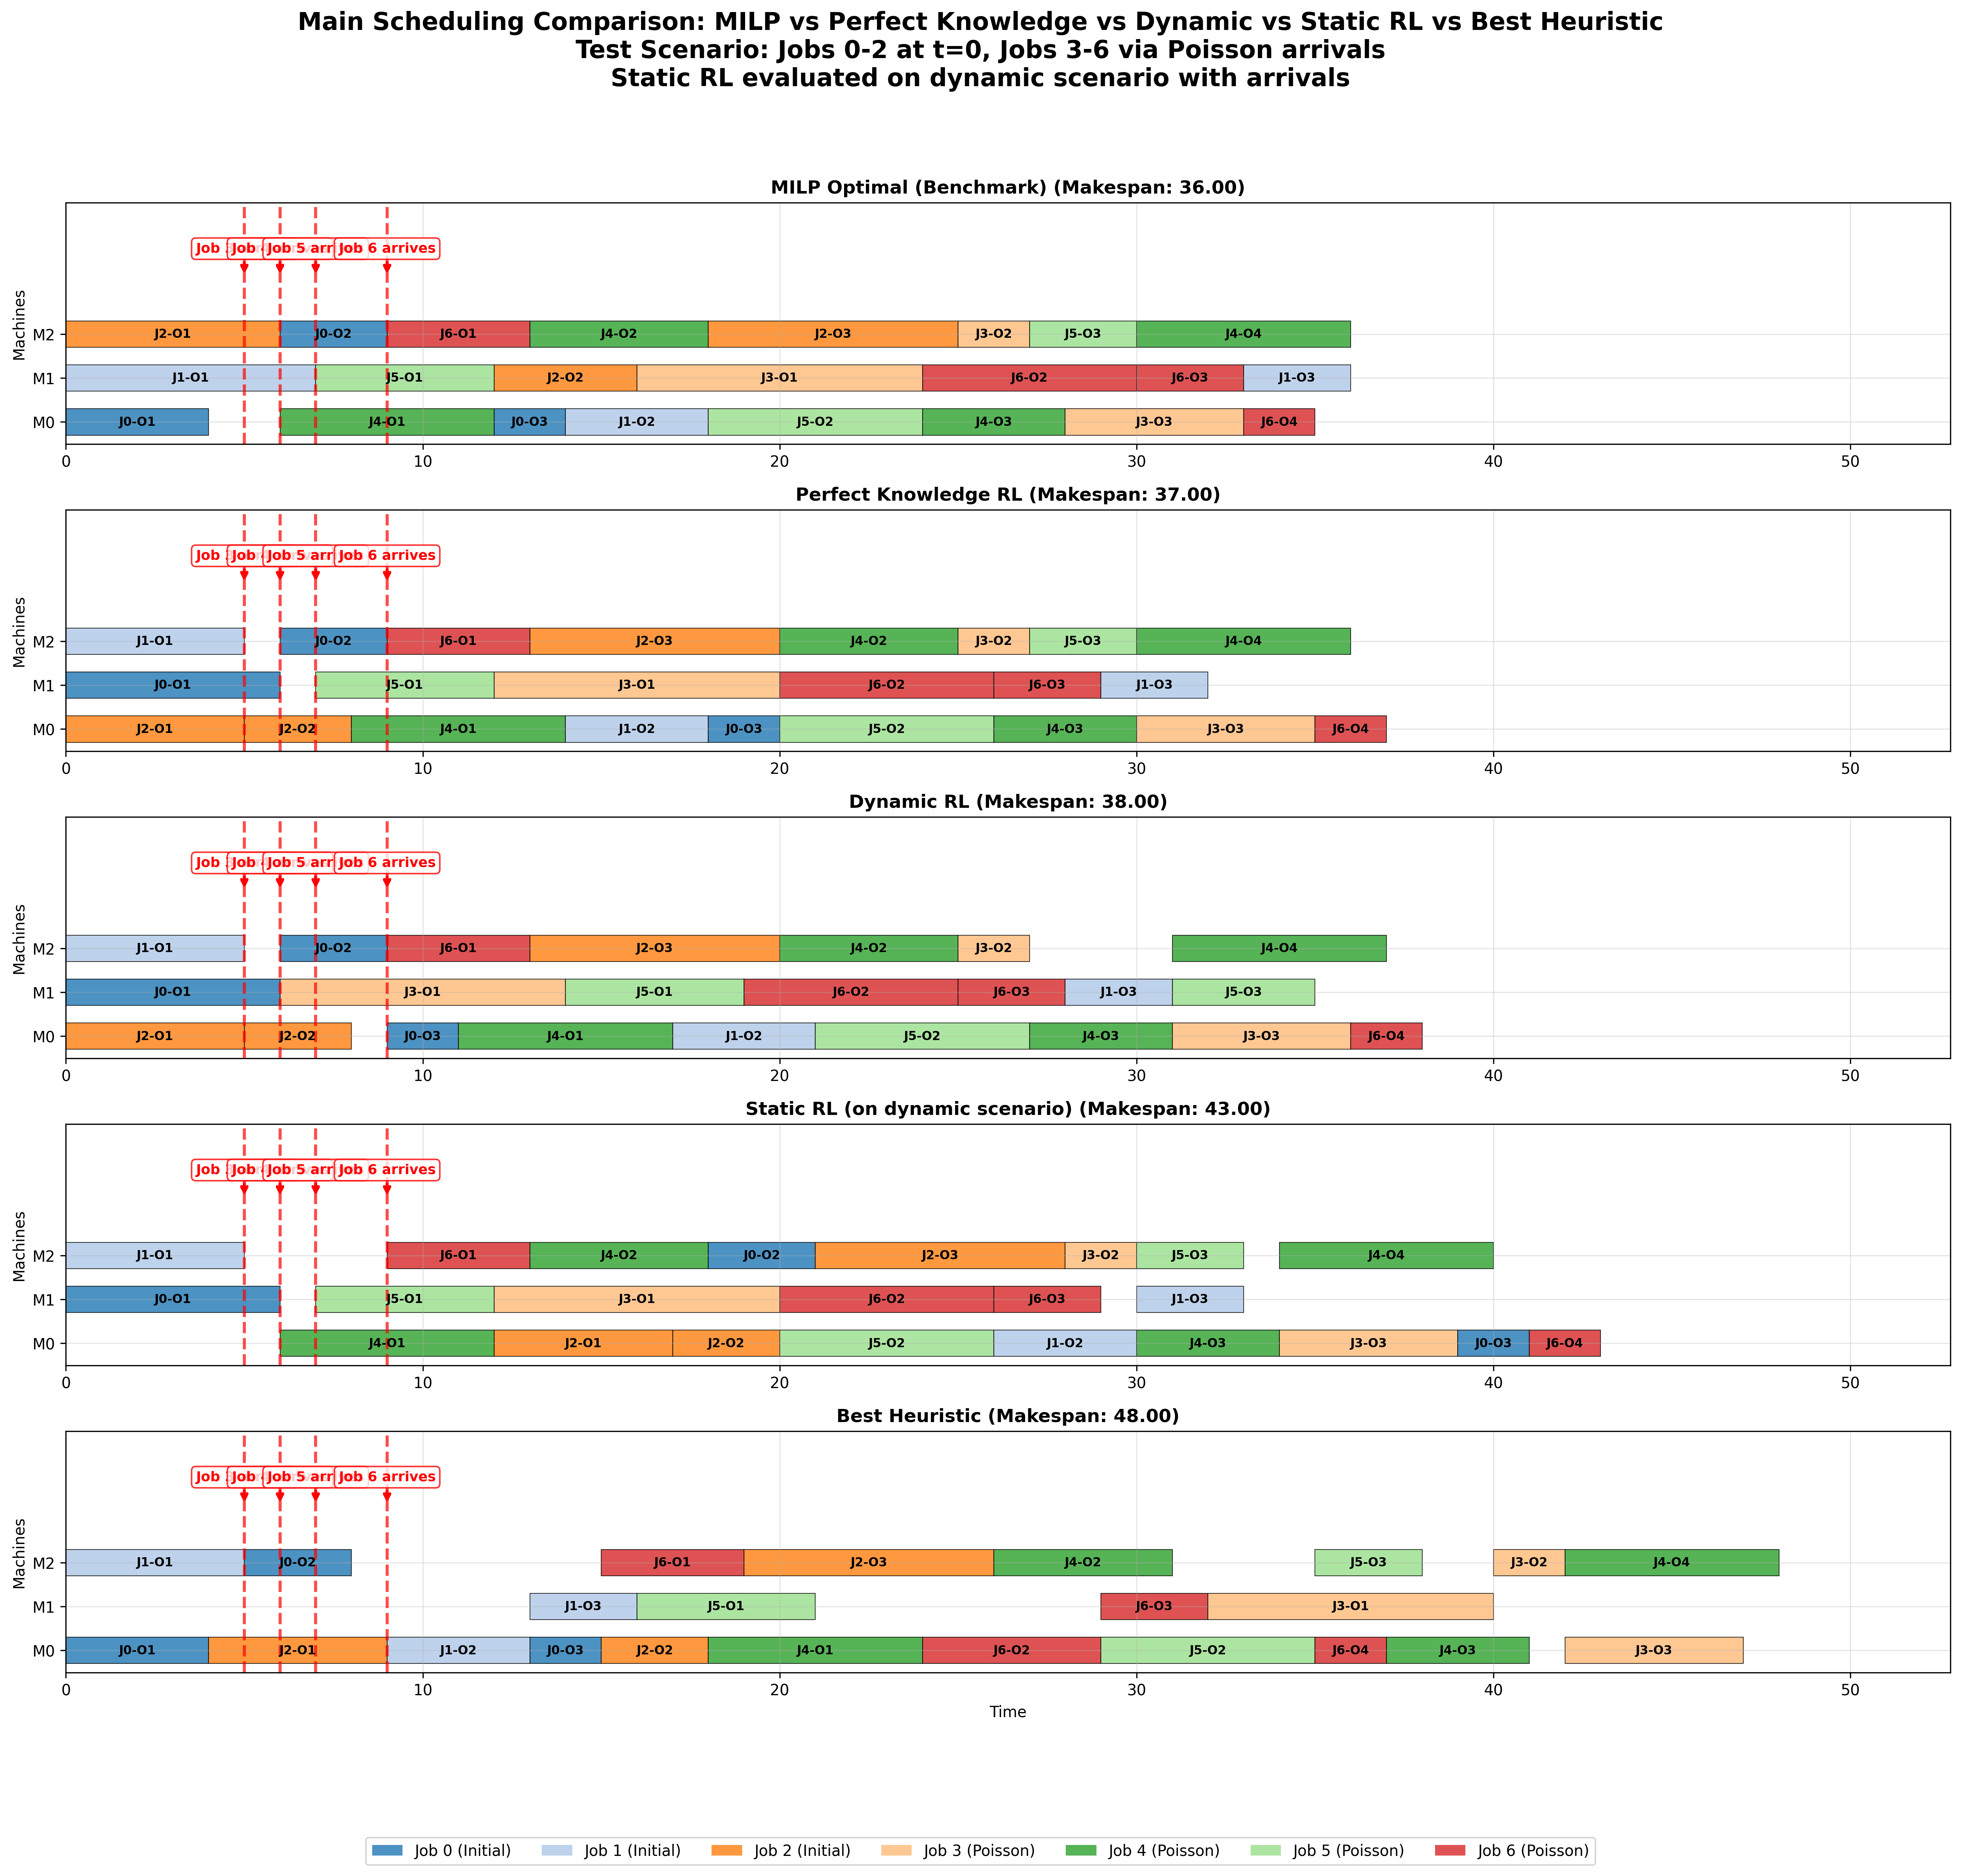 Main Scheduling Comparison: MILP vs Perfect Knowledge vs Dynamic vs Static RL vs Best Heuristic
Test Scenario: Jobs 0-2 at t=0, Jobs 3-6 via Poisson arrivals
Static RL evaluated on dynamic scenario with arrivals
MILP Optimal (Benchmark) (Makespan: 36.00)
Job Job Job 5 arr Job 6 arrives
Machines
M2 J2-O1 J0-O2 J6-O1 J4-O2 J2-O3 J3-O2 J5-O3 J4-O4
M1 J1-O1 J5-O1 J2-O2 J3-O1 J6-O2 J6-O3 J1-O3
M0 J0-O1 J4-O1 J0-O3 J1-O2 J5-O2 J4-O3 J3-O3 J6-O4
0 10 20 30 40 50
Perfect Knowledge RL (Makespan: 37.00)
Job Job Job 5 arr Job 6 arrives
Machines
M2 J1-O1 J0-O2 J6-O1 J2-O3 J4-O2 J3-O2 J5-O3 J4-O4
M1 J0-O1 J5-O1 J3-O1 J6-O2 J6-O3 J1-O3
M0 J2-O1 J2-O2 J4-O1 J1-O2 J0-O3 J5-O2 J4-O3 J3-O3 J6-O4
0 10 20 30 40 50
Dynamic RL (Makespan: 38.00)
Job Job Job 5 arr Job 6 arrives
Machines
M2 J1-O1 J0-O2 J6-O1 J2-O3 J4-O2 J3-O2 J4-O4
M1 J0-O1 J3-O1 J5-O1 J6-O2 J6-O3 J1-O3 J5-O3
M0 J2-O1 J2-O2 J0-O3 J4-O1 J1-O2 J5-O2 J4-O3 J3-O3 J6-O4
0 10 20 30 40 50
Static RL (on dynamic scenario) (Makespan: 43.00)
Job Job Job 5 arr Job 6 arrives
Machines
M2 J1-O1 J6-O1 J4-O2 J0-O2 J2-O3 J3-O2 J5-O3 J4-O4
M1 J0-O1 J5-O1 J3-O1 J6-O2 J6-O3 J1-O3
M0 J4-O1 J2-O1 J2-O2 J5-O2 J1-O2 J4-O3 J3-O3 J0-O3 J6-O4
0 10 20 30 40 50
Best Heuristic (Makespan: 48.00)
Job Job Job 5 arr Job 6 arrives
Machines
M2 J1-O1 J0-O2 J6-O1 J2-O3 J4-O2 J5-O3 J3-O2 J4-O4
M1 J1-O3 J5-O1 J6-O3 J3-O1
M0 J0-O1 J2-O1 J1-O2 J0-O3 J2-O2 J4-O1 J6-O2 J5-O2 J6-O4 J4-O3 J3-O3
0 10 20 30 40 50
Time
Job 0 (Initial) Job 1 (Initial) Job 2 (Initial) Job 3 (Poisson) Job 4 (Poisson) Job 5 (Poisson) Job 6 (Poisson)